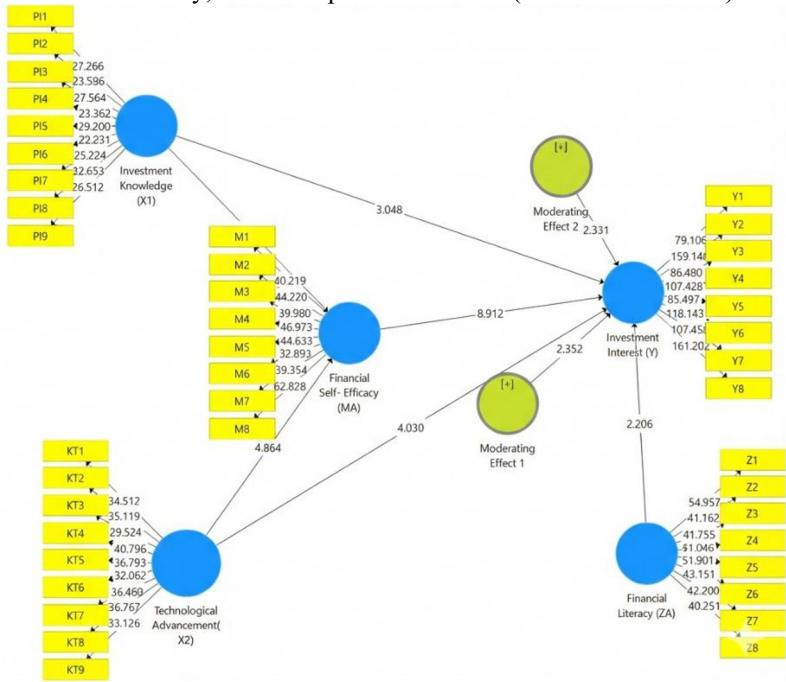 PI1
PI2
PI3
PI4
PI5
PI6
PI7
PI8
PI9
27.266
23.586
27.564
23.362
29.200
22.231
25.224
32.653
26.512
Investment
Knowledge
(X1)
3.048
[+]
Moderating
Effect 2
2.331
M1
M2
M3
M4
M5
M6
M7
M8
40.219
44.220
39.980
46.973
44.633
32.893
39.354
62.828
Financial
Self- Efficacy
(MA)
8.912
Y1
Y2
Y3
Y4
Y5
Y6
Y7
Y8
79.106
159.148
86.480
107.428
85.497
118.143
107.458
161.202
Investment
Interest (Y)
2.352
[+]
Moderating
Effect 1
4.864
4.030
2.206
KT1
KT2
KT3
KT4
KT5
KT6
KT7
KT8
KT9
34.512
35.119
29.524
40.796
36.793
32.062
36.460
36.767
33.126
Technological
Advancement(
X2)
Z1
Z2
Z3
Z4
Z5
Z6
Z7
Z8
54.957
41.162
41.755
51.046
51.901
43.151
42.200
40.251
Financial
Literacy (ZA)